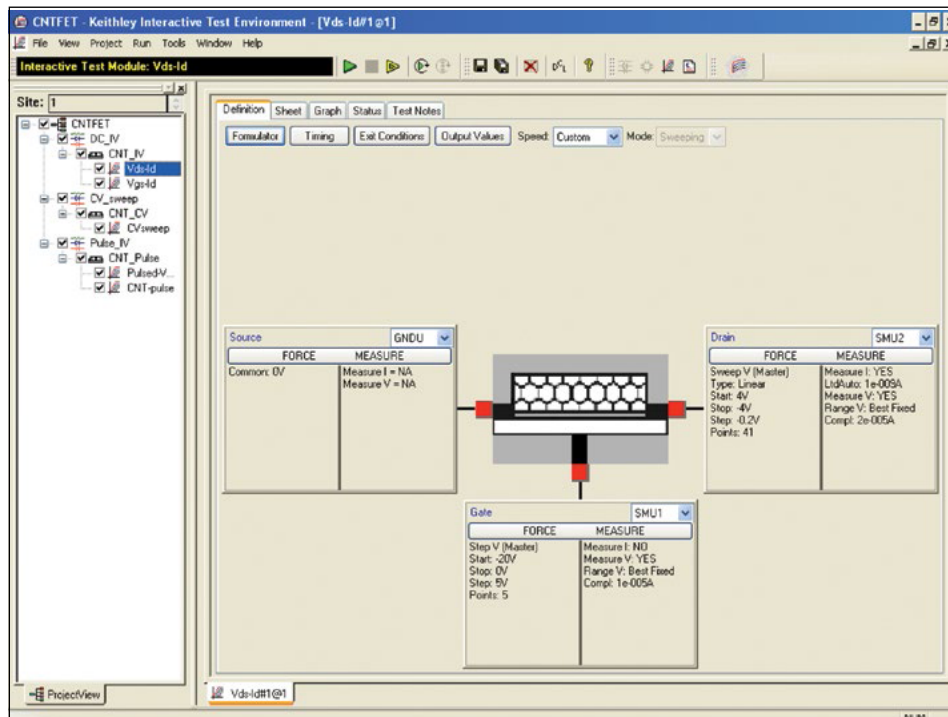 CNTFET - Keithley Interactive Test Environment - [Vds-Id#1@1]
File View Project Run Tools Window Help
Interactive Test Module: Vds-Id
Site: 1
CNTFET
DC_IV
CNT_IV
Vds-Id
Vgs-Id
CV_sweep
CNT_CV
CVsweep
Pulse_IV
CNT_Pulse
Pulsed-V...
CNT-pulse
ProjectView
Definition Sheet Graph Status Test Notes
Formulator Timing Exit Conditions Output Values Speed: Custom Mode: Sweeping
Source GNDU
FORCE MEASURE
Common: 0V Measure I = NA
Measure V = NA
Drain SMU2
FORCE MEASURE
Sweep V (Master) Measure I: YES
Type: Linear LtdAuto: 1e-009A
Start: 4V Measure V: YES
Stop: -4V Range V: Best Fixed
Step: -0.2V Compl: 2e-005A
Points: 41
Gate SMU1
FORCE MEASURE
Step V (Master) Measure I: NO
Start: -20V Measure V: YES
Stop: 0V Range V: Best Fixed
Step: 5V Compl: 1e-005A
Points: 5
Vds-Id#1@1